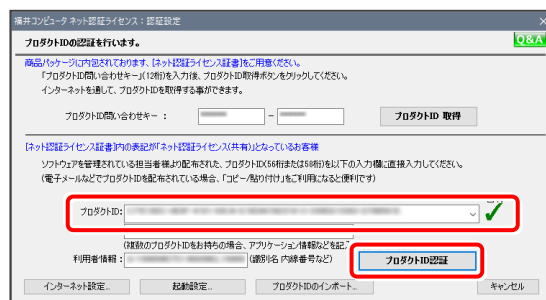 福井コンピュータ ネット認証ライセンス：認証設定
プロダクトIDの認証を行います。
Q&A
商品パッケージに内包されております、[ネット認証ライセンス証書]をご用意ください。
「プロダクトID問い合わせキー」(12桁)を入力後、プロダクトID取得ボタンをクリックしてください。
インターネットを通して、プロダクトIDを取得する事ができます。
プロダクトID問い合わせキー：
-
プロダクトID 取得
[ネット認証ライセンス証書]内の表記が「ネット認証ライセンス(共有)」となっているお客様
ソフトウェアを管理されている担当者様より配布された、プロダクトID(56桁または58桁)を以下の入力欄に直接入力してください。
(電子メールなどでプロダクトIDを配布されている場合、「コピー/貼り付け」をご利用になると便利です)
プロダクトID：
(複数のプロダクトIDをお持ちの場合、アプリケーション情報などを記入
利用者情報：
(識別名 内線番号など)
プロダクトID認証
インターネット設定...
起動設定...
プロダクトIDのインポート...
キャンセル